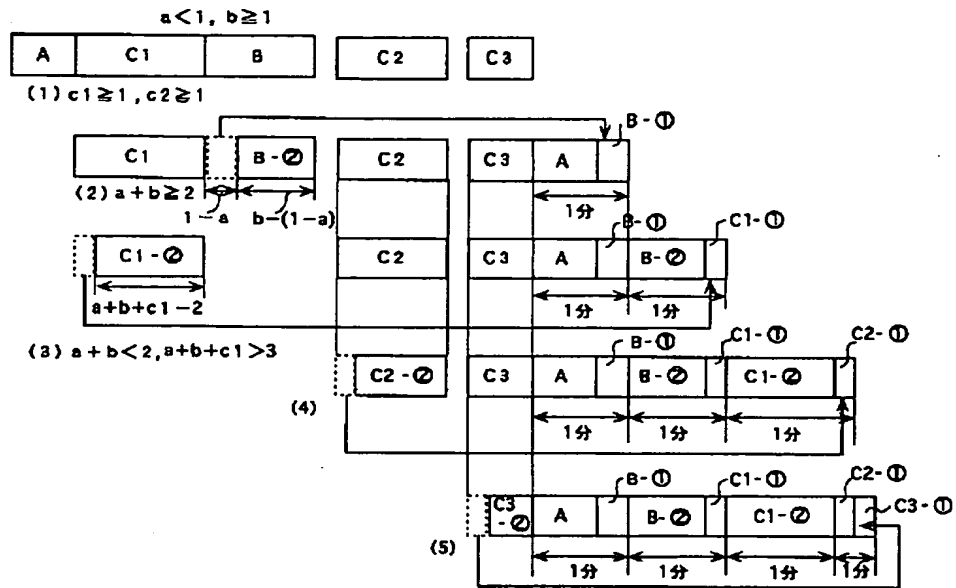 a<1, b≧1
A C1 B C2 C3
(1) c1≧1, c2≧1
B-①
C1 B-② C2 C3 A
(2) a+b≧2
1-a b-(1-a) 1分
B-① C1-①
C1-② C2 C3 A B-②
a+b+c1-2 1分 1分
(3) a+b<2, a+b+c1>3
B-① C1-① C2-①
C2-② C3 A B-② C1-②
(4)
1分 1分 1分
B-① C1-① C2-① C3-①
C3-② A B-② C1-②
(5)
1分 1分 1分 1分